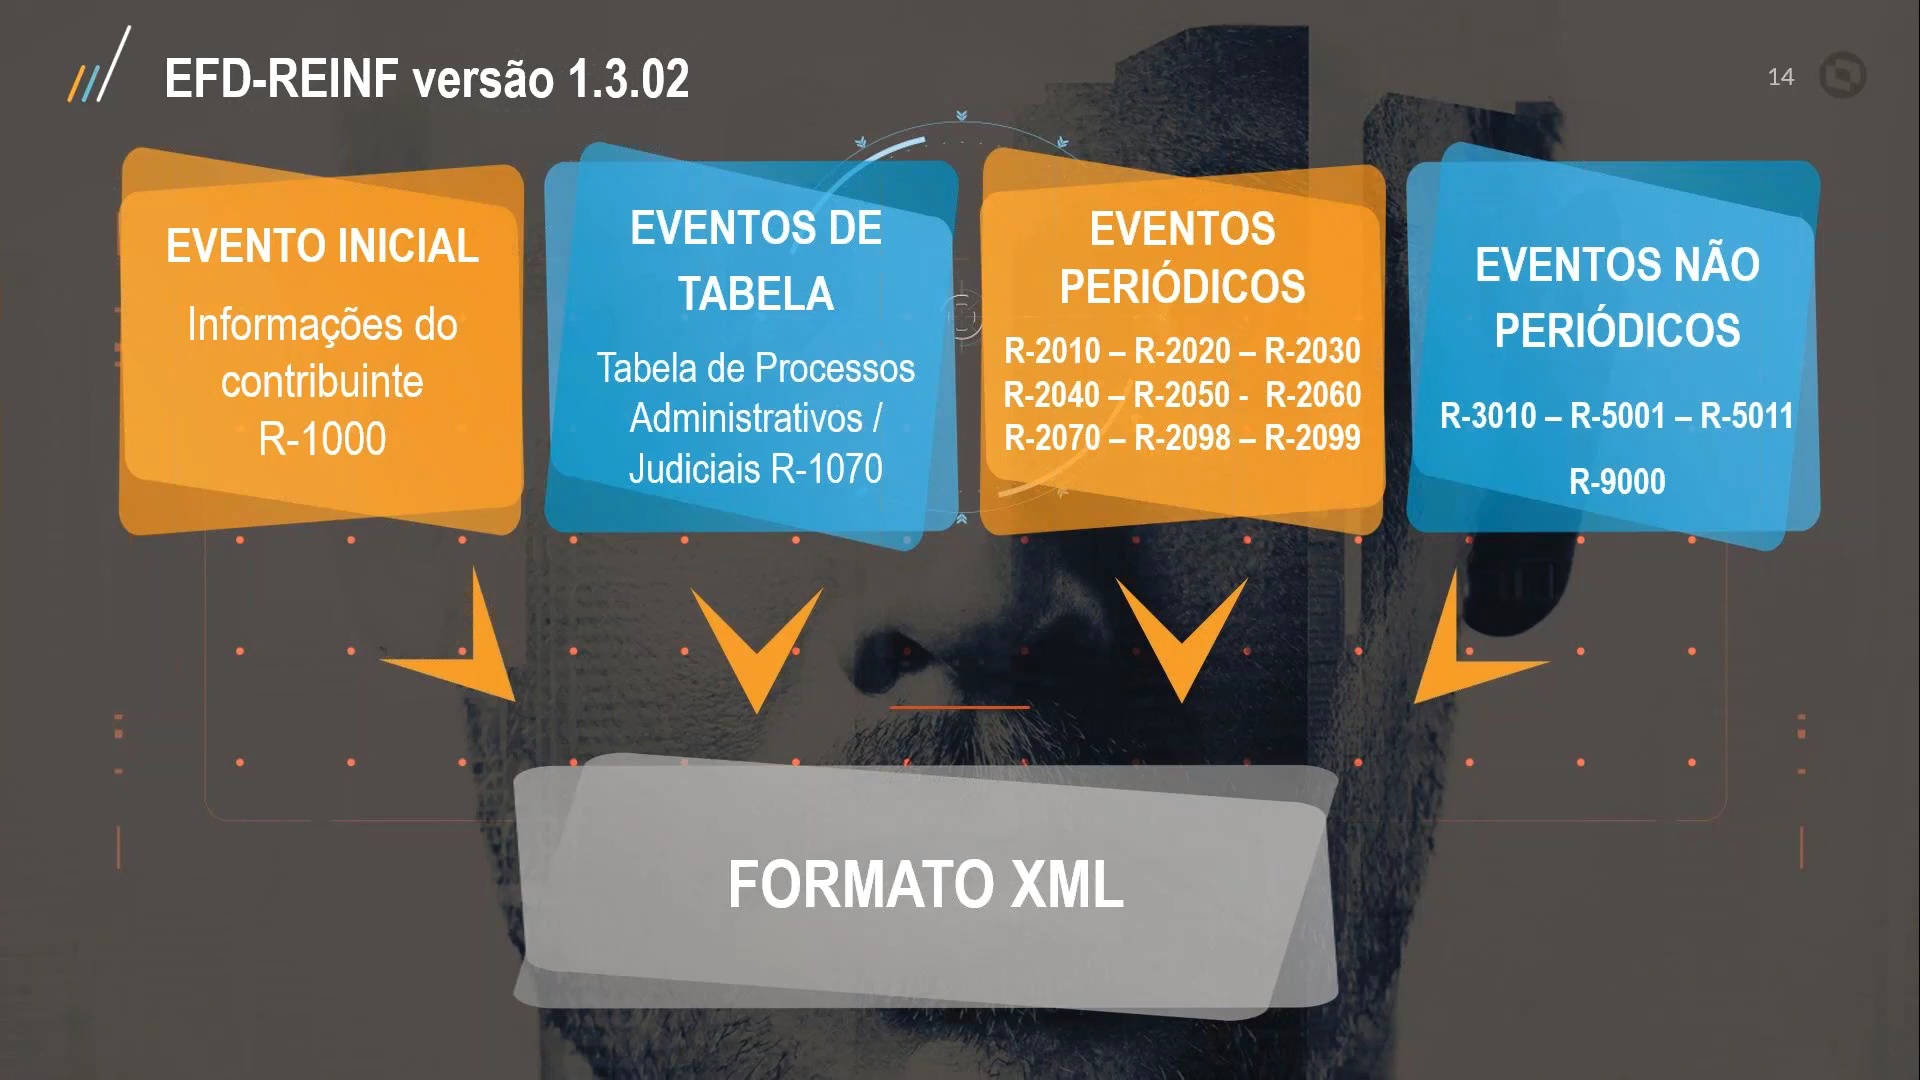 EFD-REINF versão 1.3.02
14
EVENTO INICIAL
Informações do
contribuinte
R-1000
EVENTOS DE
TABELA
Tabela de Processos
Administrativos /
Judiciais R-1070
EVENTOS
PERIÓDICOS
R-2010 – R-2020 – R-2030
R-2040 – R-2050 -  R-2060
R-2070 – R-2098 – R-2099
EVENTOS NÃO
PERIÓDICOS
R-3010 – R-5001 – R-5011
R-9000
FORMATO XML